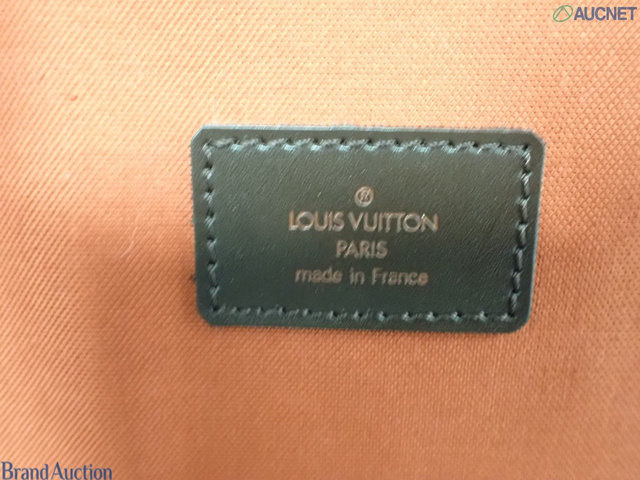 AUCNET
LOUIS VUITTON
PARIS
made in France
Brand Auction